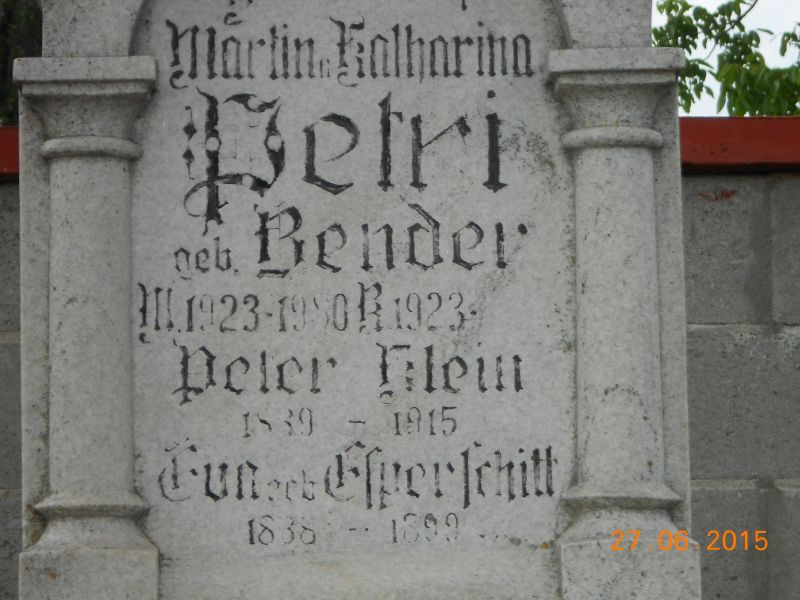 Martin u Katharina
Petri
geb. Bender
M. 1923-1980 K. 1923-
Peter Klein
1839 - 1915
Eva geb Esperschitt
1838 - 1899
27.06.2015